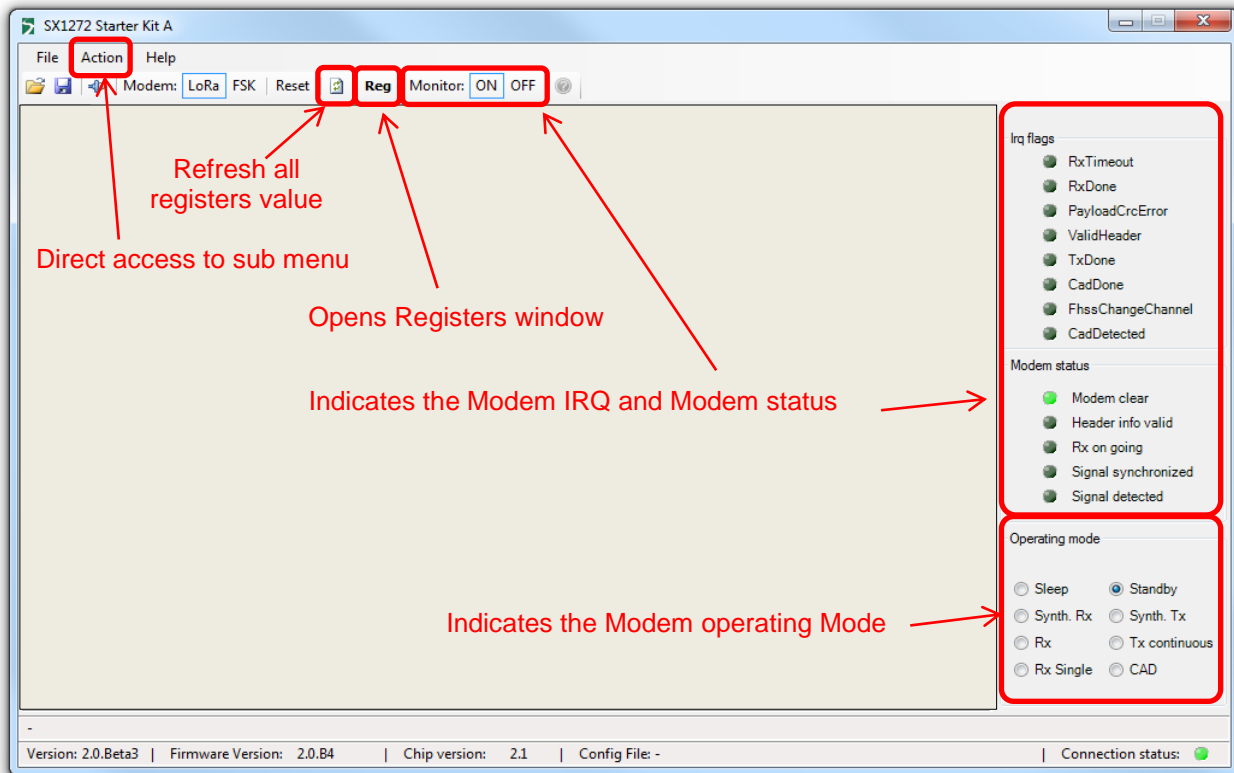 SX1272 Starter Kit A
File Action Help
Modem: LoRa FSK Reset Reg Monitor: ON OFF
Refresh all
registers value
Direct access to sub menu
Opens Registers window
Indicates the Modem IRQ and Modem status
Indicates the Modem operating Mode
Irq flags
RxTimeout
RxDone
PayloadCrcError
ValidHeader
TxDone
CadDone
FhssChangeChannel
CadDetected
Modem status
Modem clear
Header info valid
Rx on going
Signal synchronized
Signal detected
Operating mode
Sleep Standby
Synth. Rx Synth. Tx
Rx Tx continuous
Rx Single CAD
-
Version: 2.0.Beta3 | Firmware Version: 2.0.B4 | Chip version: 2.1 | Config File: - | Connection status: